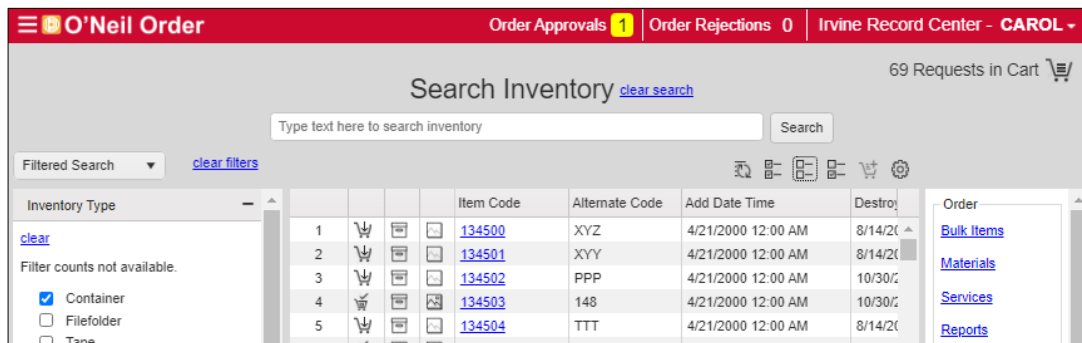 O'Neil Order Order Approvals 1 Order Rejections 0 Irvine Record Center - CAROL
69 Requests in Cart
Search Inventory clear search
Type text here to search inventory Search
Filtered Search clear filters
Inventory Type
clear
Filter counts not available.
Container
Filefolder
Tape
Item Code Alternate Code Add Date Time Destroy
1 134500 XYZ 4/21/2000 12:00 AM 8/14/20
2 134501 XYY 4/21/2000 12:00 AM 8/14/20
3 134502 PPP 4/21/2000 12:00 AM 10/30/2
4 134503 148 4/21/2000 12:00 AM 10/30/2
5 134504 TTT 4/21/2000 12:00 AM 8/14/20
Order
Bulk Items
Materials
Services
Reports